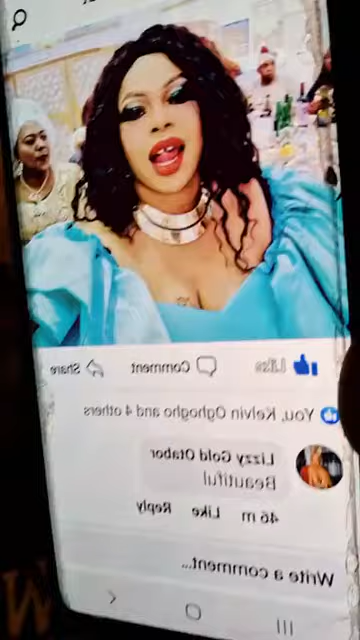 Like Comment Share
You, Kelvin Oghogho and 4 others
Lizzy Gold Otabor
Beautiful
46 m Like Reply
Write a comment...